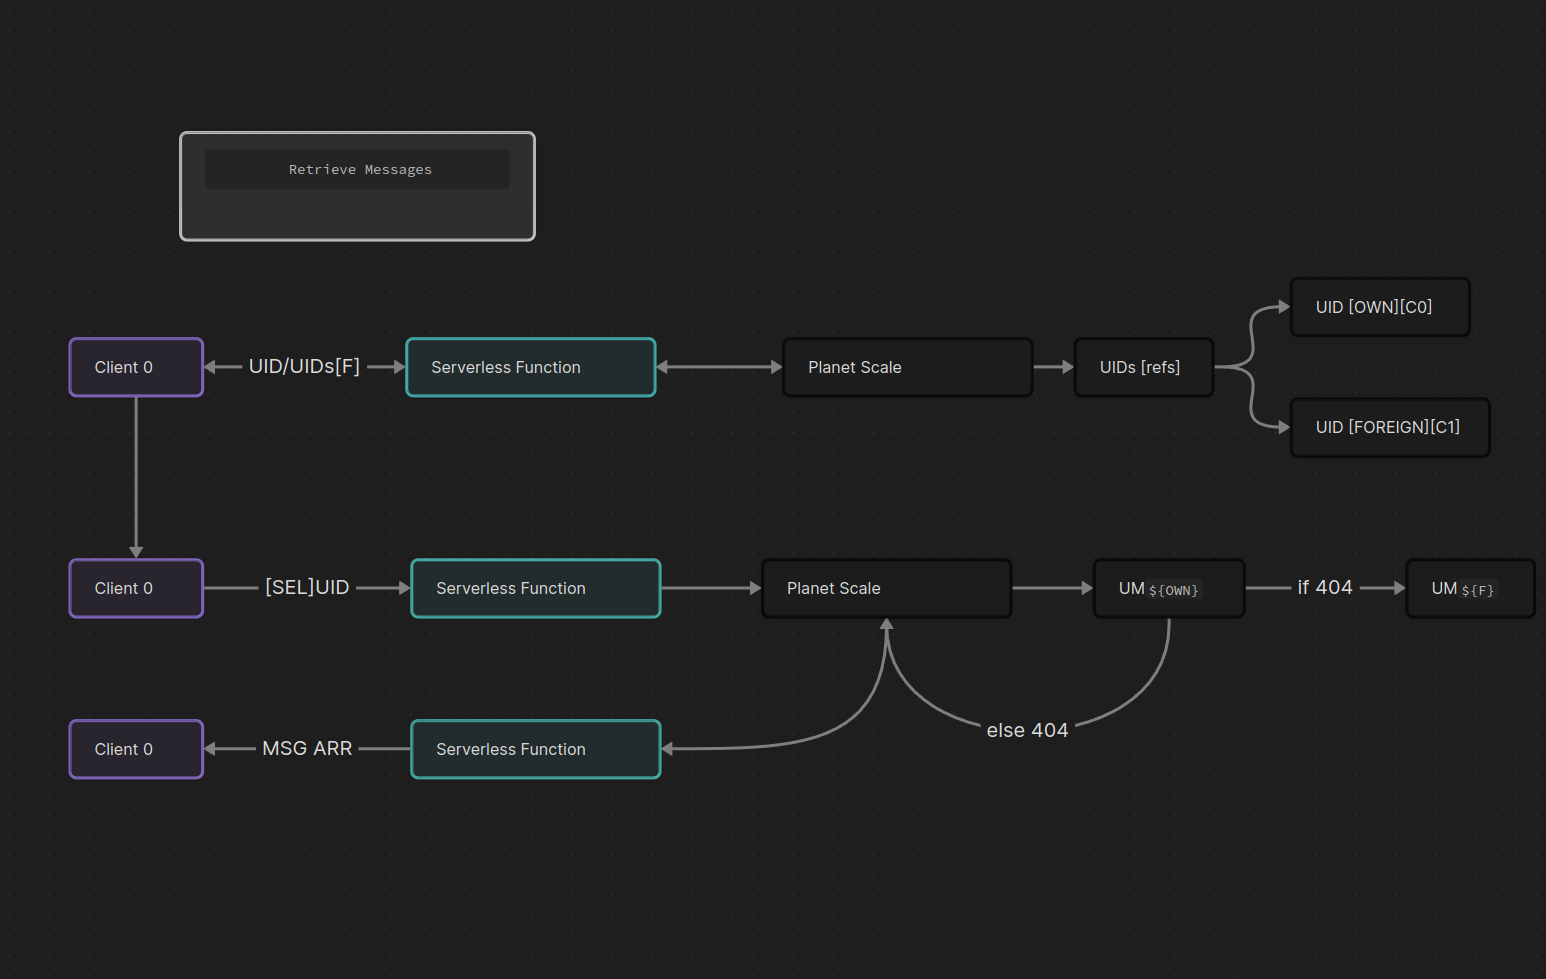 Retrieve Messages
UID [OWN][C0]
Client 0
UID/UIDs[F]
Serverless Function
Planet Scale
UIDs [refs]
UID [FOREIGN][C1]
Client 0
[SEL]UID
Serverless Function
Planet Scale
UM ${OWN}
if 404
UM ${F}
else 404
Client 0
MSG ARR
Serverless Function